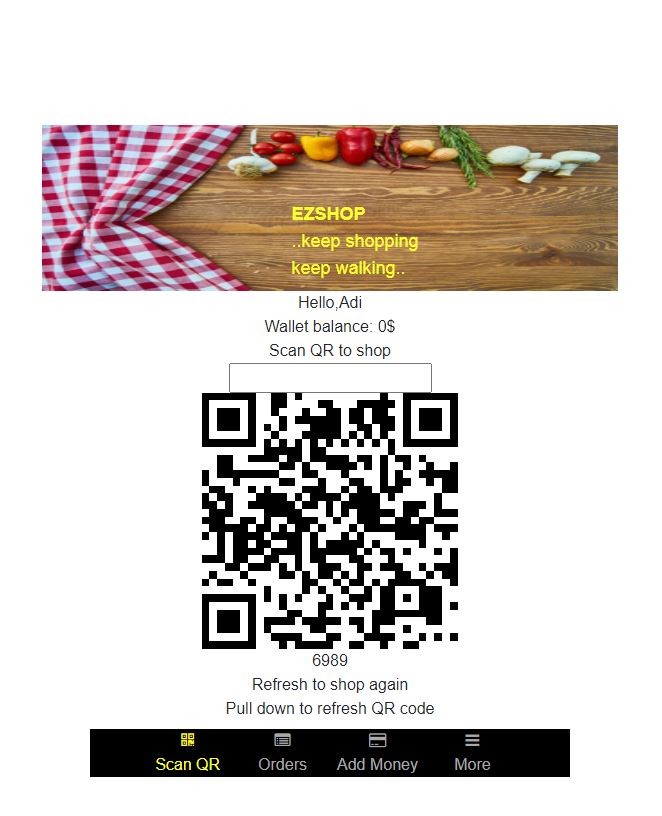 EZSHOP
..keep shopping
keep walking..
Hello,Adi
Wallet balance: 0$
Scan QR to shop
6989
Refresh to shop again
Pull down to refresh QR code
Scan QR
Orders
Add Money
More